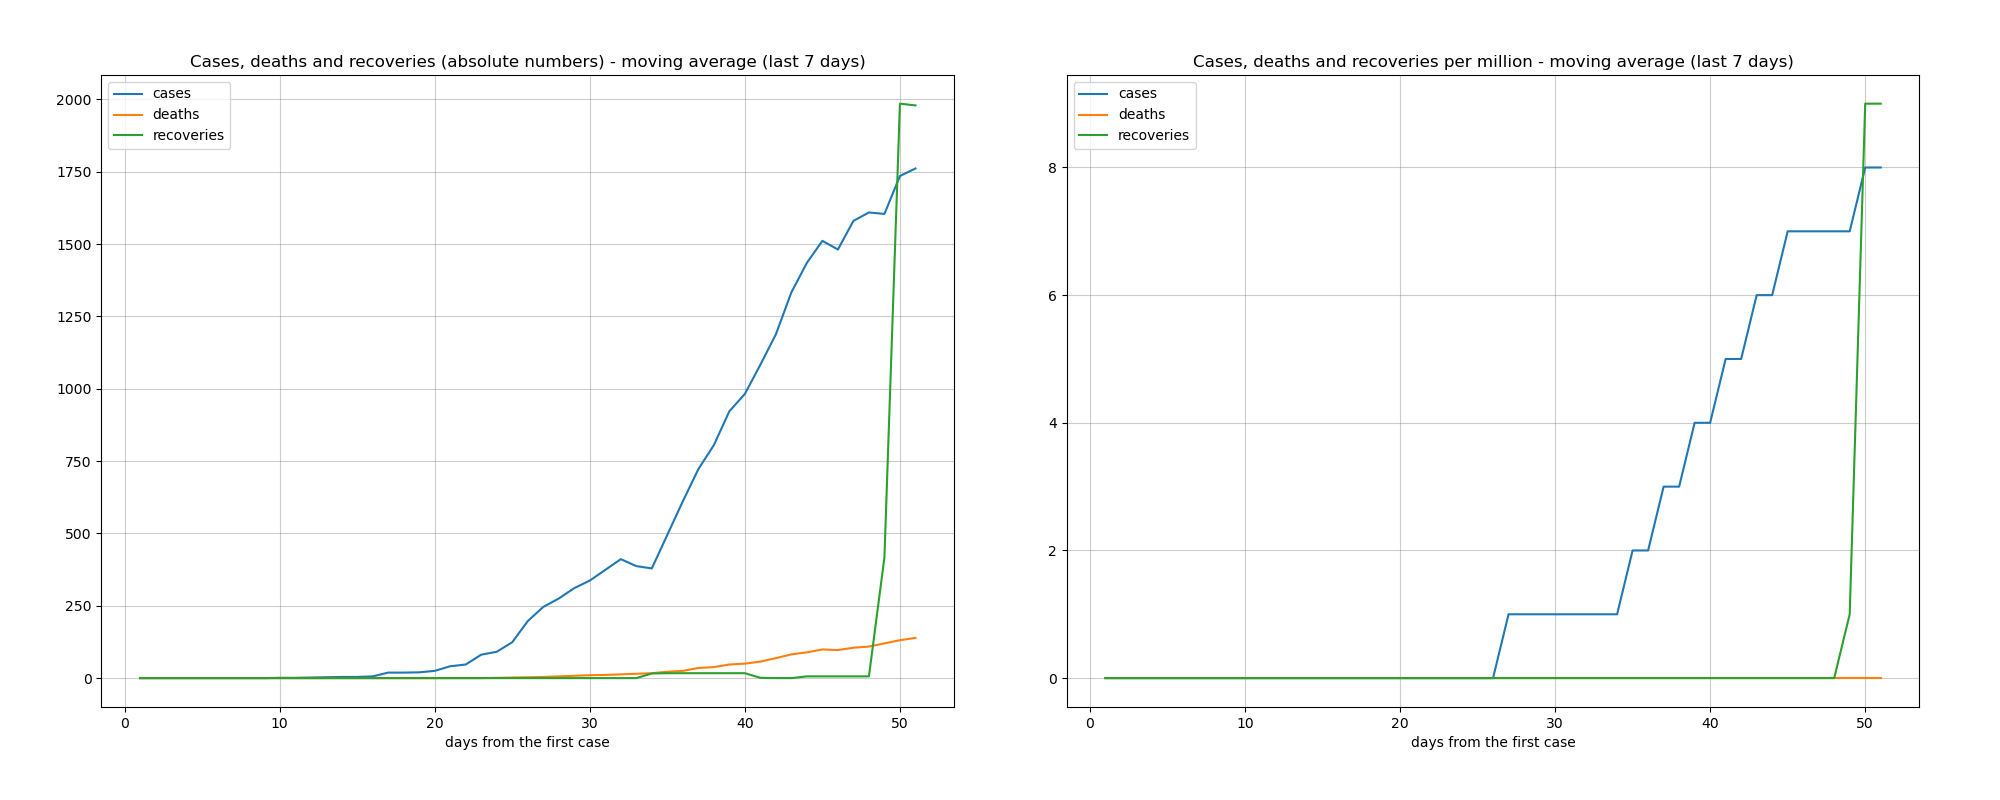 Cases, deaths and recoveries (absolute numbers) - moving average (last 7 days)
cases
deaths
recoveries
2000
1750
1500
1250
1000
750
500
250
0
0 10 20 30 40 50
days from the first case
Cases, deaths and recoveries per million - moving average (last 7 days)
cases
deaths
recoveries
8
6
4
2
0
0 10 20 30 40 50
days from the first case